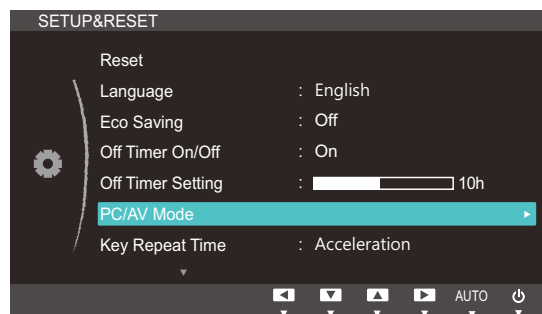 SETUP&RESET
Reset
Language : English
Eco Saving : Off
Off Timer On/Off : On
Off Timer Setting : 10h
PC/AV Mode
Key Repeat Time : Acceleration
AUTO